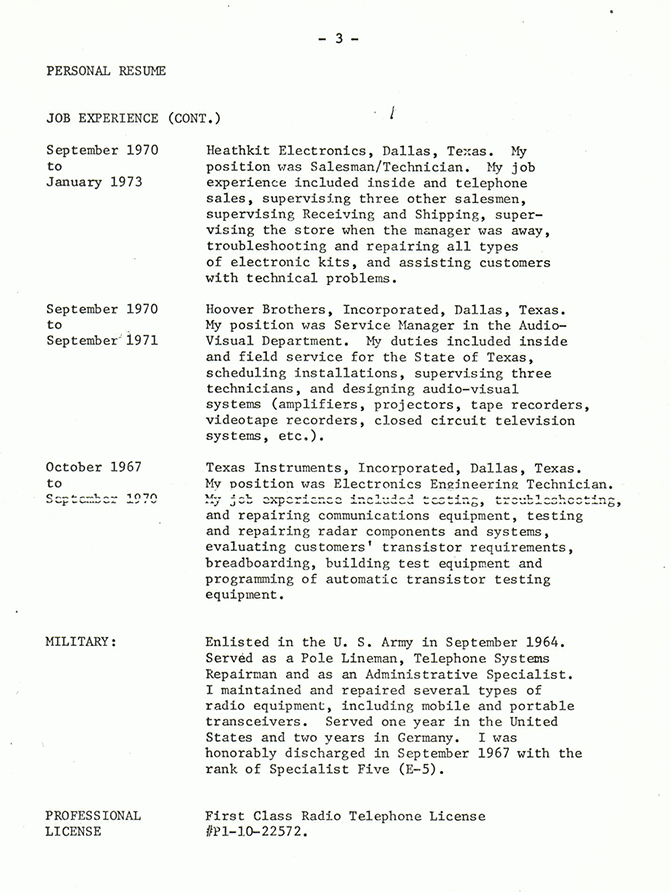 - 3 -
PERSONAL RESUME
JOB EXPERIENCE (CONT.)
September 1970
to
January 1973
Heathkit Electronics, Dallas, Texas. My
position was Salesman/Technician. My job
experience included inside and telephone
sales, supervising three other salesmen,
supervising Receiving and Shipping, super-
vising the store when the manager was away,
troubleshooting and repairing all types
of electronic kits, and assisting customers
with technical problems.
September 1970
to
September 1971
Hoover Brothers, Incorporated, Dallas, Texas.
My position was Service Manager in the Audio-
Visual Department. My duties included inside
and field service for the State of Texas,
scheduling installations, supervising three
technicians, and designing audio-visual
systems (amplifiers, projectors, tape recorders,
videotape recorders, closed circuit television
systems, etc.).
October 1967
to
September 1970
Texas Instruments, Incorporated, Dallas, Texas.
My position was Electronics Engineering Technician.
My job experience included testing, troubleshooting,
and repairing communications equipment, testing
and repairing radar components and systems,
evaluating customers' transistor requirements,
breadboarding, building test equipment and
programming of automatic transistor testing
equipment.
MILITARY:
Enlisted in the U. S. Army in September 1964.
Served as a Pole Lineman, Telephone Systems
Repairman and as an Administrative Specialist.
I maintained and repaired several types of
radio equipment, including mobile and portable
transceivers. Served one year in the United
States and two years in Germany. I was
honorably discharged in September 1967 with the
rank of Specialist Five (E-5).
PROFESSIONAL
LICENSE
First Class Radio Telephone License
#P1-10-22572.